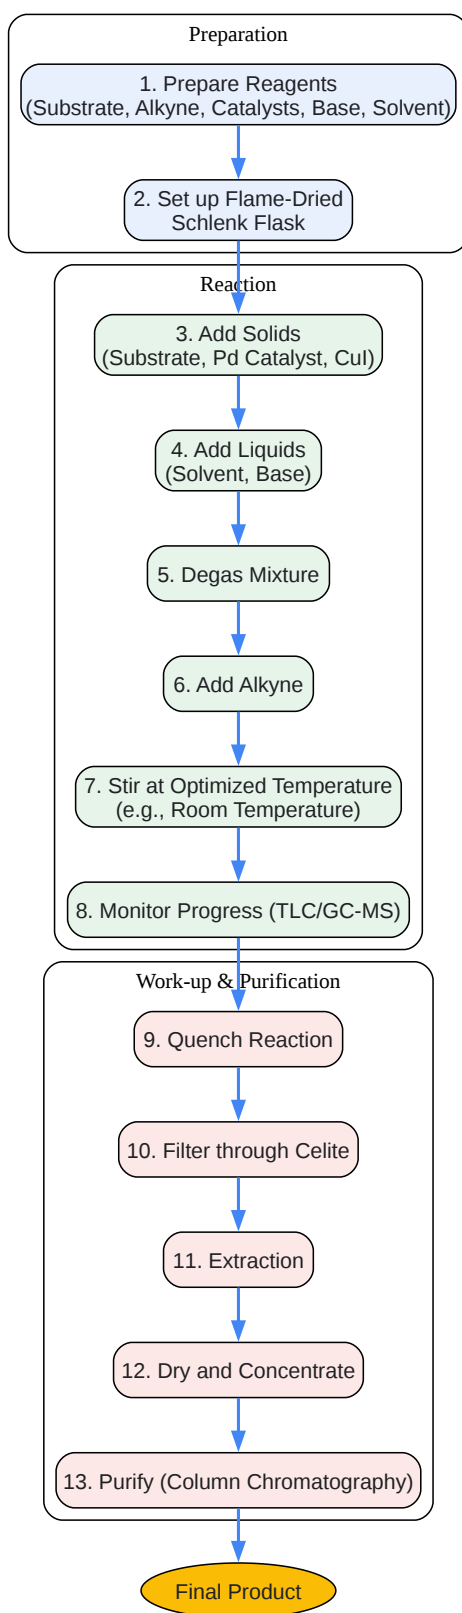 Preparation
1. Prepare Reagents
(Substrate, Alkyne, Catalysts, Base, Solvent)
2. Set up Flame-Dried
Schlenk Flask
Reaction
3. Add Solids
(Substrate, Pd Catalyst, CuI)
4. Add Liquids
(Solvent, Base)
5. Degas Mixture
6. Add Alkyne
7. Stir at Optimized Temperature
(e.g., Room Temperature)
8. Monitor Progress (TLC/GC-MS)
Work-up & Purification
9. Quench Reaction
10. Filter through Celite
11. Extraction
12. Dry and Concentrate
13. Purify (Column Chromatography)
Final Product